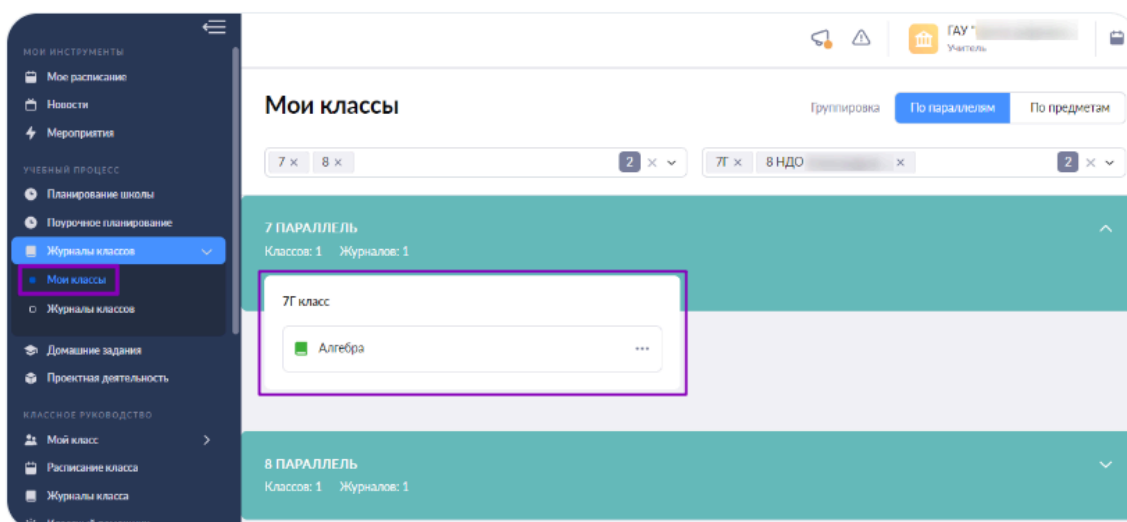 МОИ ИНСТРУМЕНТЫ
Мое расписание
Новости
Мероприятия
УЧЕБНЫЙ ПРОЦЕСС
Планирование школы
Поурочное планирование
Журналы классов
Мои классы
Журналы классов
Домашние задания
Проектная деятельность
КЛАССНОЕ РУКОВОДСТВО
Мой класс
Расписание класса
Журналы класса
ГАУ "
Учитель
Мои классы
Группировка По параллелям По предметам
7 × 8 × 2 × 7Г × 8 НДО × 2 ×
7 ПАРАЛЛЕЛЬ
Классов: 1 Журналов: 1
7Г класс
Алгебра ...
8 ПАРАЛЛЕЛЬ
Классов: 1 Журналов: 1